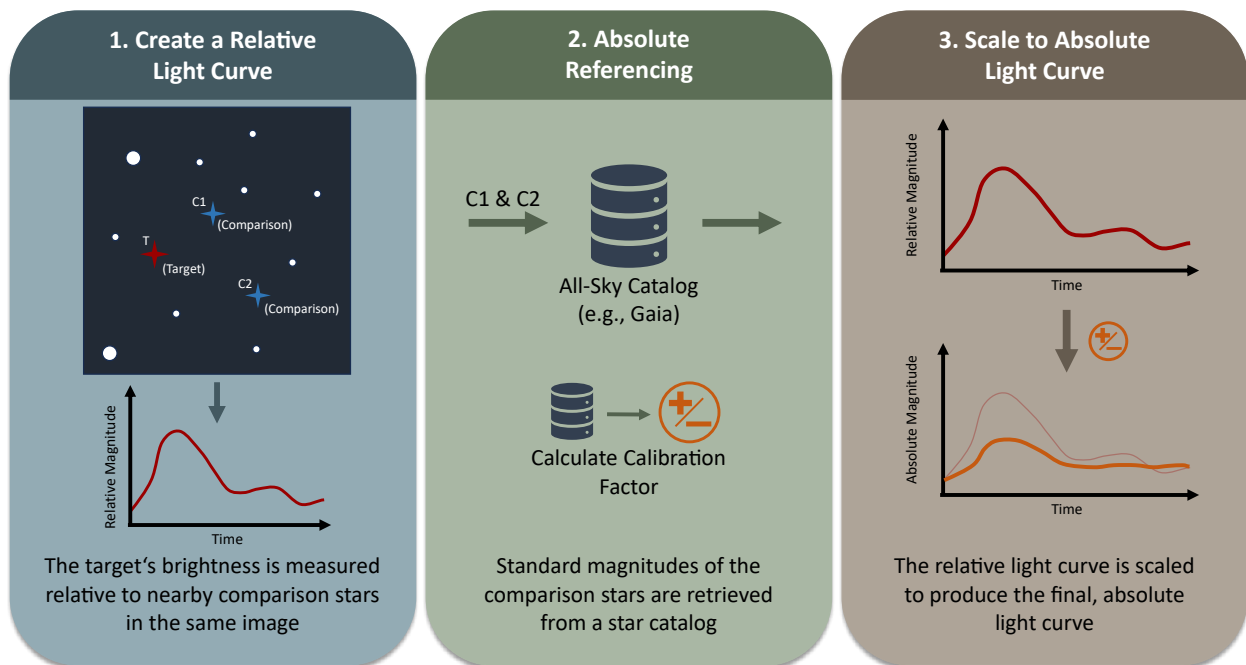 1. Create a Relative
Light Curve
C1
(Comparison)
T
(Target)
C2
(Comparison)
Relative Magnitude
Time
The target‘s brightness is measured
relative to nearby comparison stars
in the same image
2. Absolute
Referencing
C1 & C2
All-Sky Catalog
(e.g., Gaia)
Calculate Calibration
Factor
Standard magnitudes of the
comparison stars are retrieved
from a star catalog
3. Scale to Absolute
Light Curve
Relative Magnitude
Time
Absolute Magnitude
Time
The relative light curve is scaled
to produce the final, absolute
light curve